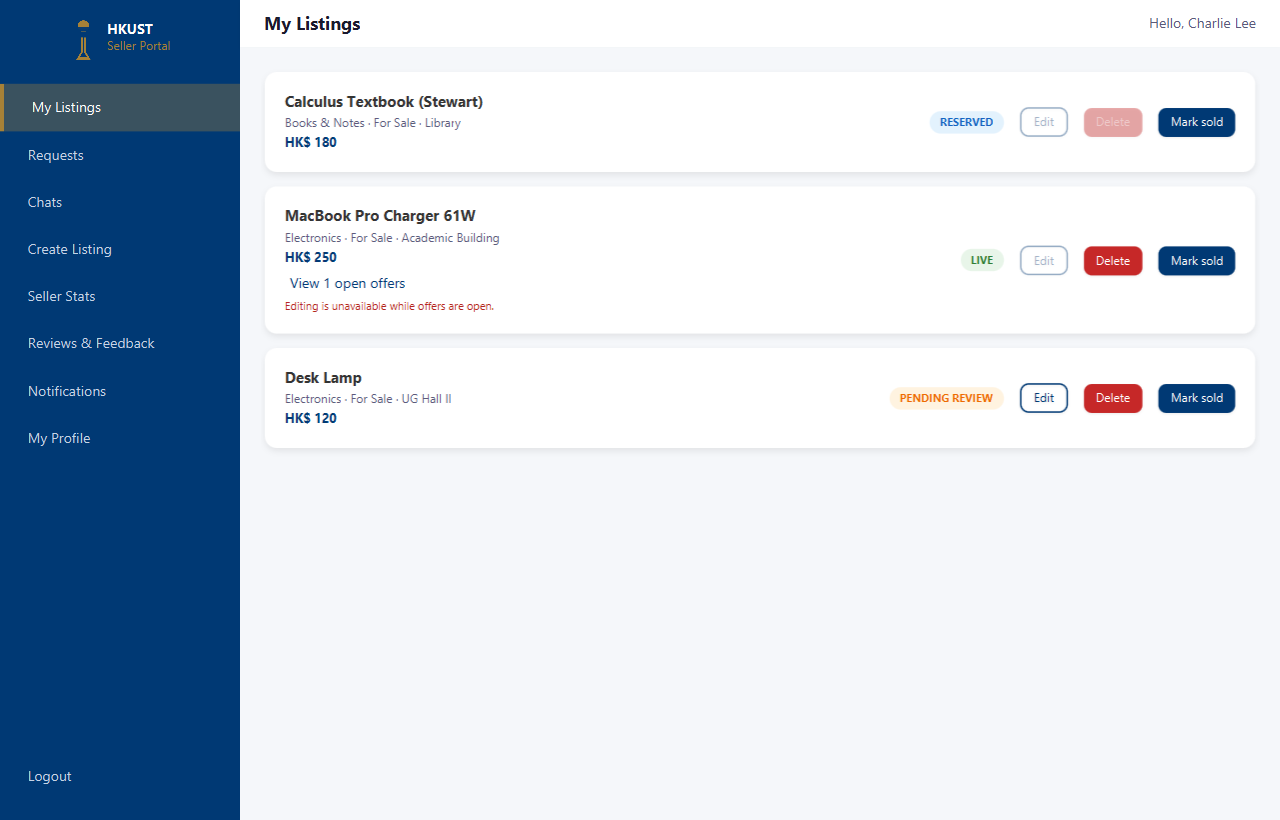 HKUST
Seller Portal
My Listings
Requests
Chats
Create Listing
Seller Stats
Reviews & Feedback
Notifications
My Profile
Logout
My Listings
Hello, Charlie Lee
Calculus Textbook (Stewart)
Books & Notes · For Sale · Library
HK$ 180
RESERVED
Edit
Delete
Mark sold
MacBook Pro Charger 61W
Electronics · For Sale · Academic Building
HK$ 250
View 1 open offers
Editing is unavailable while offers are open.
LIVE
Edit
Delete
Mark sold
Desk Lamp
Electronics · For Sale · UG Hall II
HK$ 120
PENDING REVIEW
Edit
Delete
Mark sold